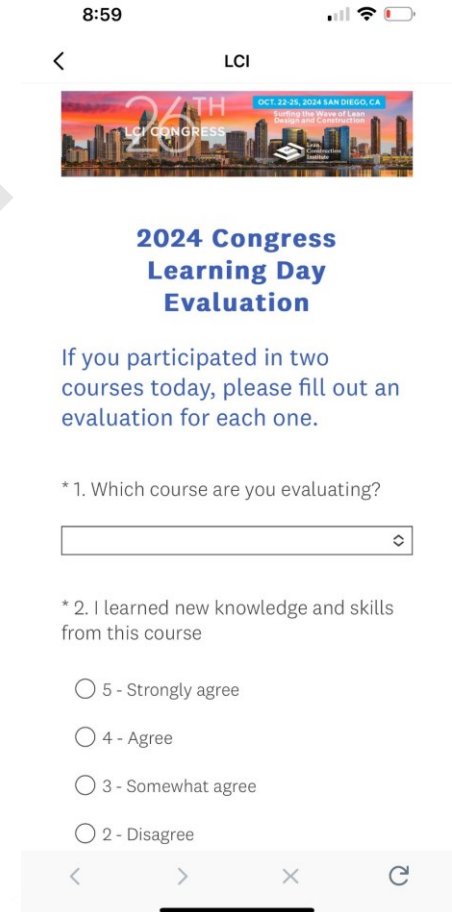 8:59
LCI
26TH
LCI CONGRESS
OCT. 22-25, 2024 SAN DIEGO, CA
Surfing the Wave of Lean
Design and Construction
Lean
Construction
Institute
2024 Congress
Learning Day
Evaluation
If you participated in two
courses today, please fill out an
evaluation for each one.
* 1. Which course are you evaluating?
* 2. I learned new knowledge and skills
from this course
5 - Strongly agree
4 - Agree
3 - Somewhat agree
2 - Disagree